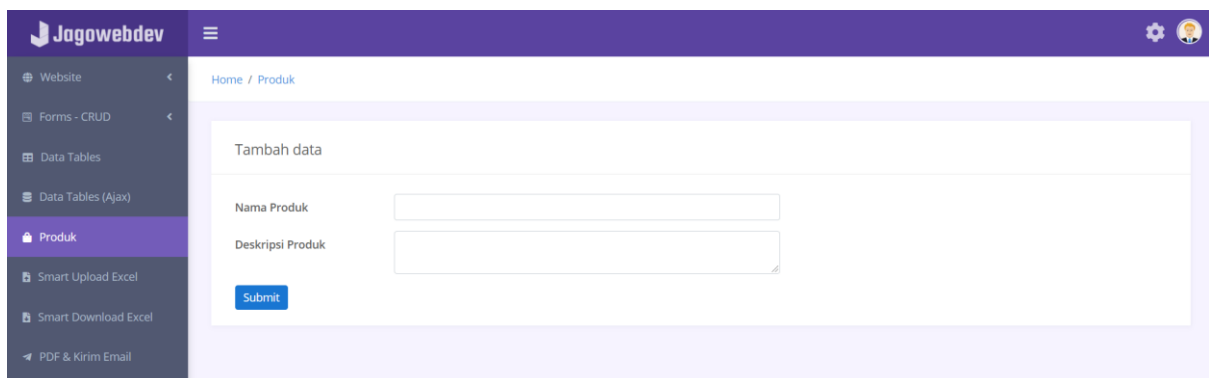 Jagowebdev
Website
Forms - CRUD
Data Tables
Data Tables (Ajax)
Produk
Smart Upload Excel
Smart Download Excel
PDF & Kirim Email
Home / Produk
Tambah data
Nama Produk
Deskripsi Produk
Submit